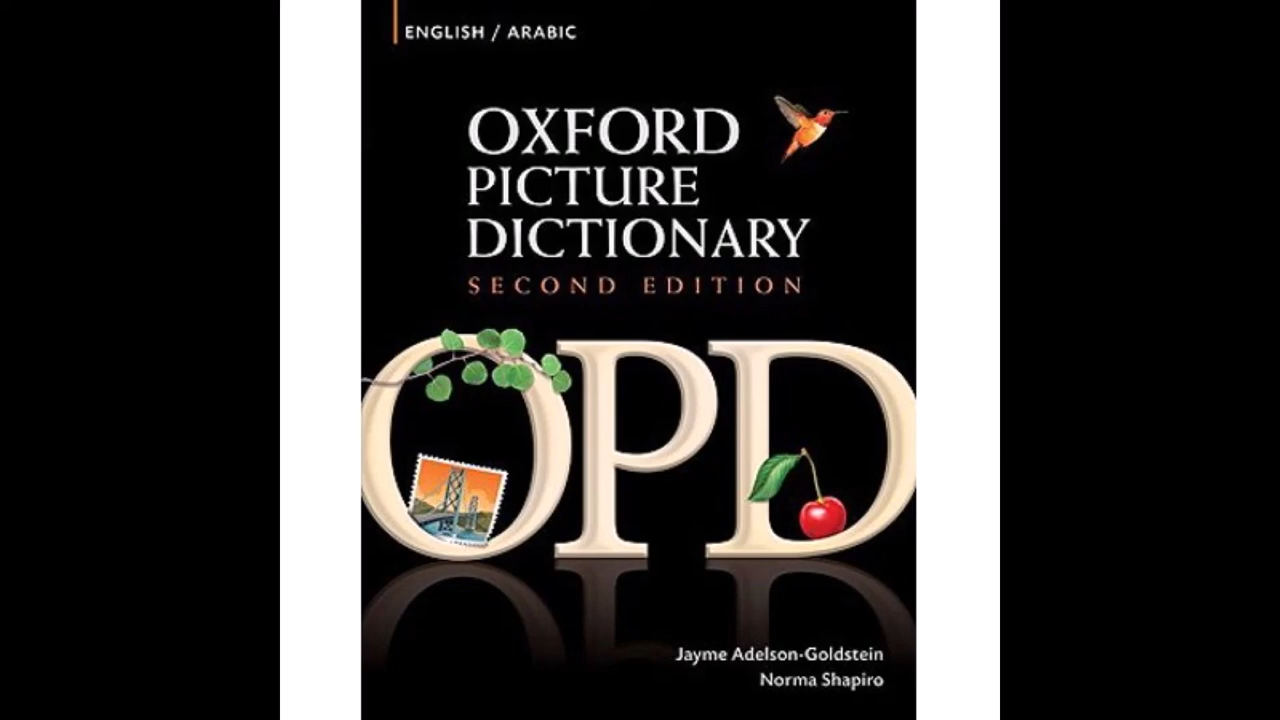 ENGLISH / ARABIC
OXFORD
PICTURE
DICTIONARY
SECOND EDITION
OPD
Jayme Adelson-Goldstein
Norma Shapiro